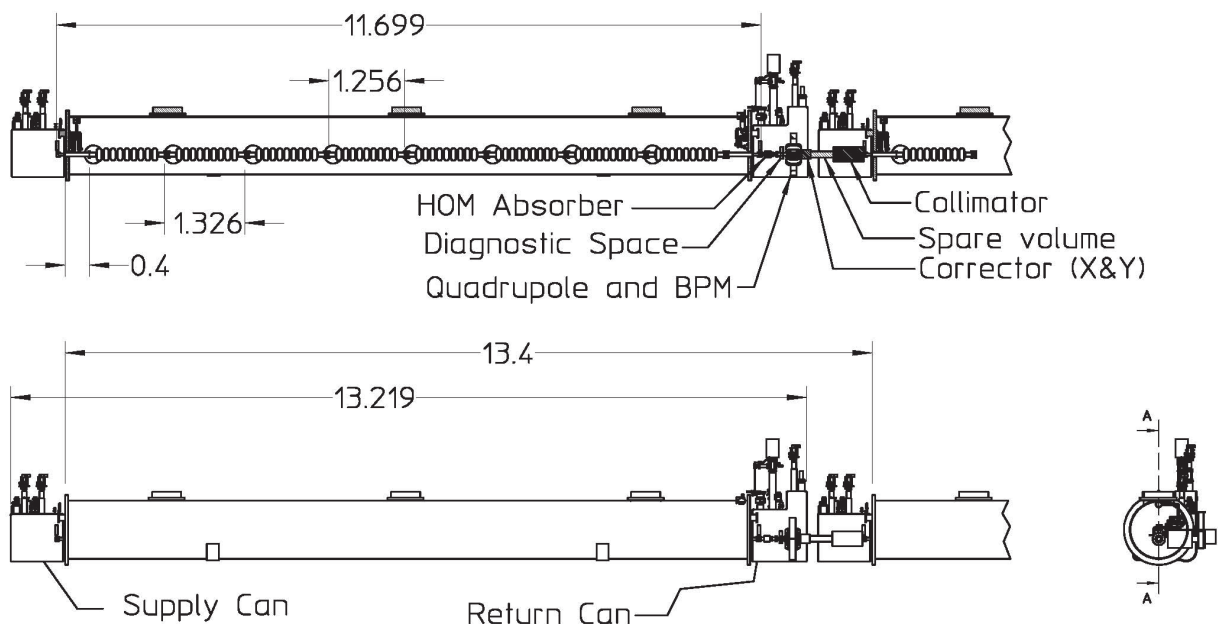 11.699
1.256
1.326
0.4
HOM Absorber
Diagnostic Space
Quadrupole and BPM
Collimator
Spare volume
Corrector (X&Y)
13.4
13.219
A
A
Supply Can
Return Can